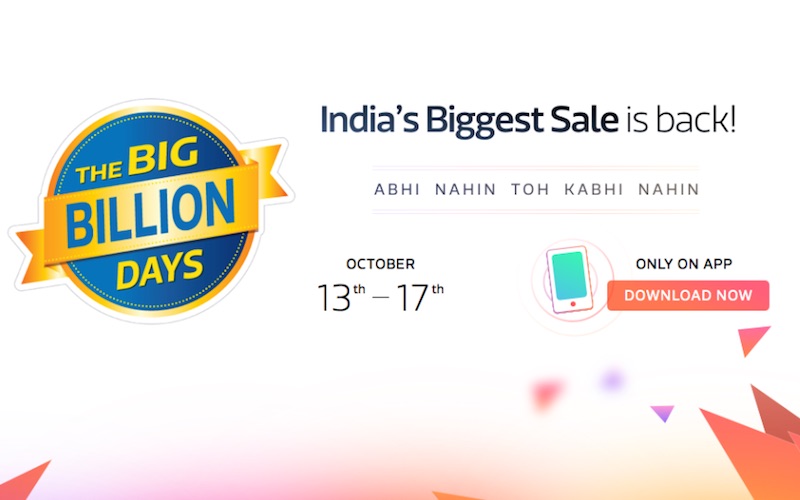 THE BIG
BILLION
DAYS
India's Biggest Sale is back!
ABHI NAHIN TOH KABHI NAHIN
OCTOBER
13th – 17th
ONLY ON APP
DOWNLOAD NOW